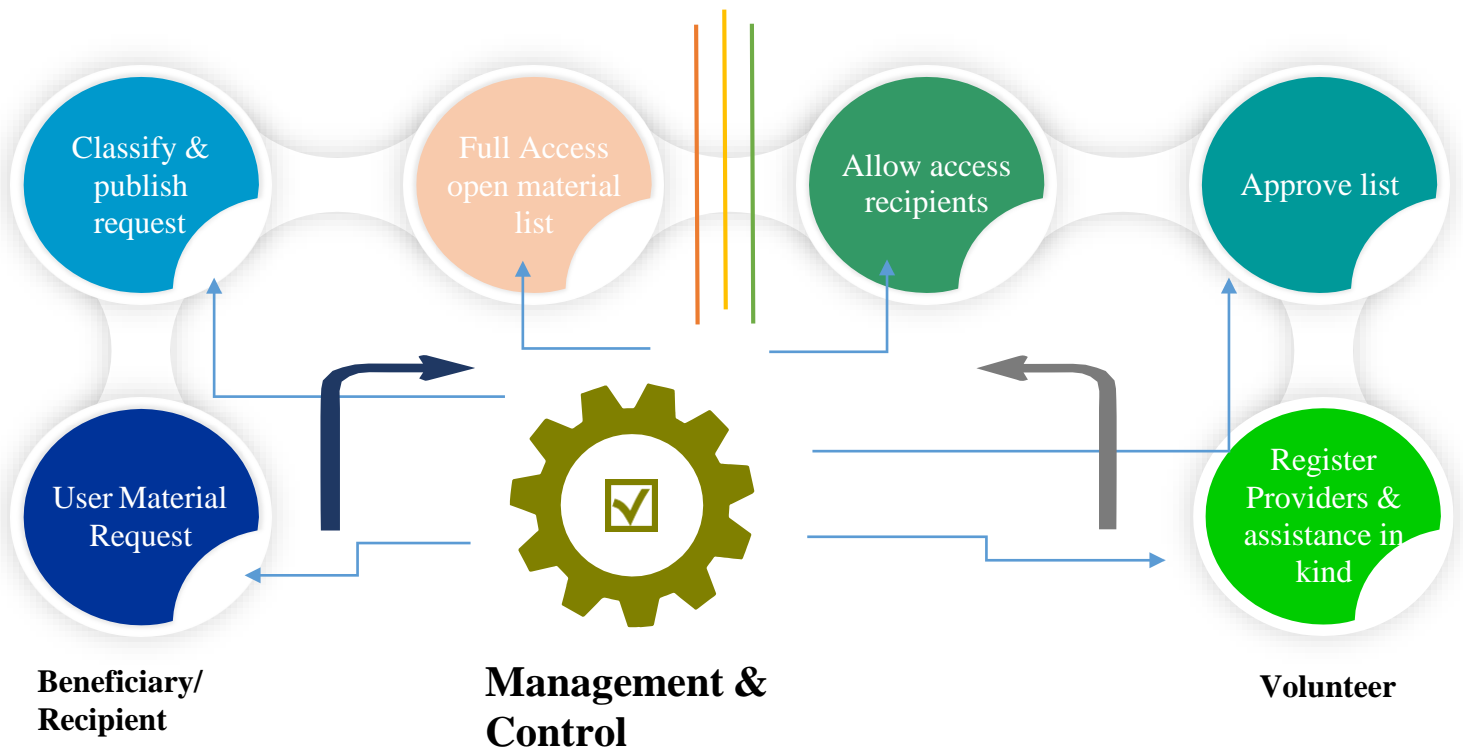 Classify &
publish
request
Full Access
open material
list
Allow access
recipients
Approve list
User Material
Request
Register
Providers &
assistance in
kind
Beneficiary/
Recipient
Management &
Control
Volunteer